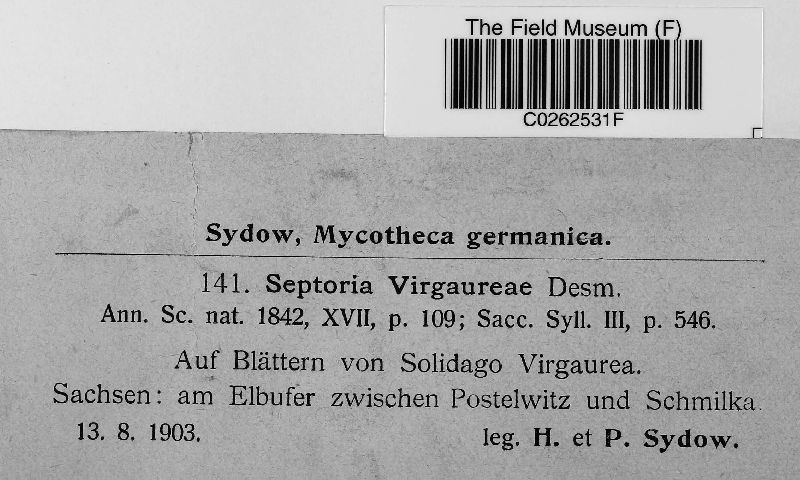 The Field Museum (F)
C0262531F
Sydow, Mycotheca germanica.
141. Septoria Virgaureae Desm.
Ann. Sc. nat. 1842, XVII, p. 109; Sacc. Syll. III, p. 546.
Auf Blättern von Solidago Virgaurea.
Sachsen: am Elbufer zwischen Postelwitz und Schmilka.
13. 8. 1903. leg. H. et P. Sydow.